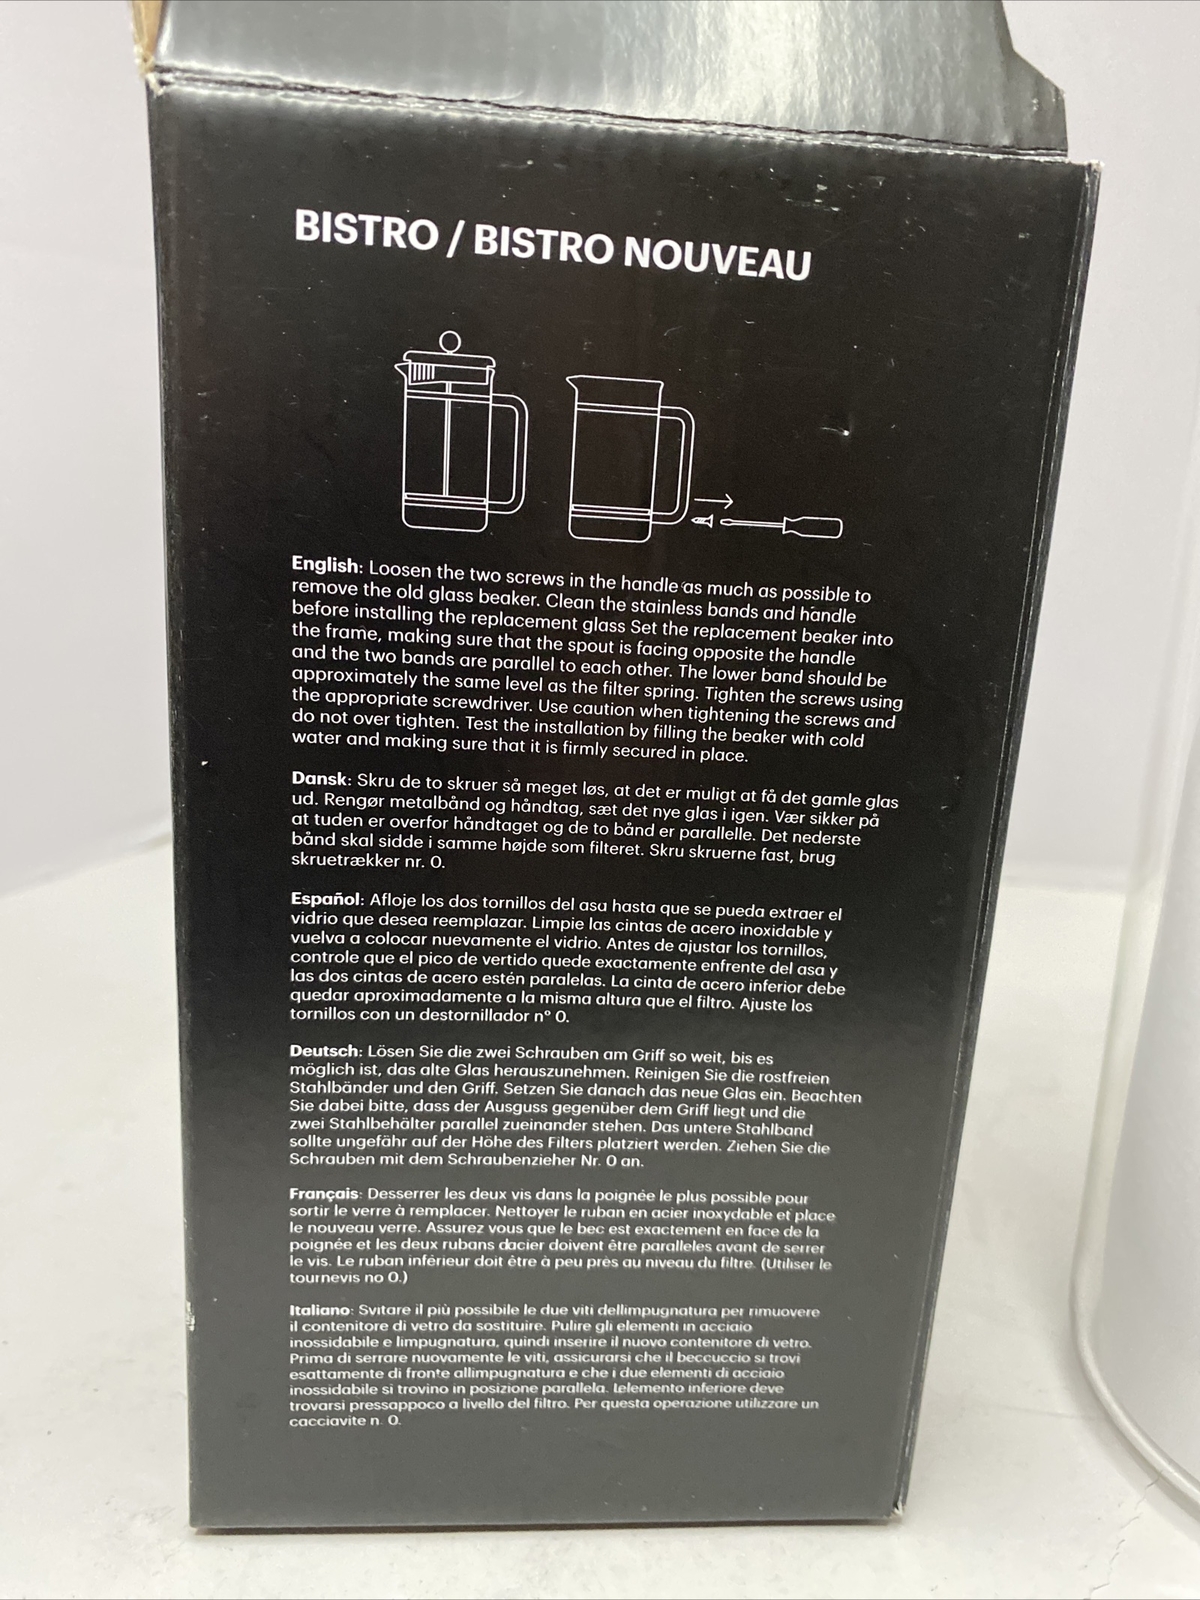 BISTRO / BISTRO NOUVEAU
English: Loosen the two screws in the handle as much as possible to
remove the old glass beaker. Clean the stainless bands and handle
before installing the replacement glass Set the replacement beaker into
the frame, making sure that the spout is facing opposite the handle
and the two bands are parallel to each other. The lower band should be
approximately the same level as the filter spring. Tighten the screws using
the appropriate screwdriver. Use caution when tightening the screws and
do not over tighten. Test the installation by filling the beaker with cold
water and making sure that it is firmly secured in place.
Dansk: Skru de to skruer så meget løs, at det er muligt at få det gamle glas
ud. Rengør metalbånd og håndtag, sæt det nye glas i igen. Vær sikker på
at tuden er overfor håndtaget og de to bånd er parallelle. Det nederste
bånd skal sidde i samme højde som filteret. Skru skruerne fast, brug
skruetrækker nr. 0.
Español: Afloje los dos tornillos del asa hasta que se pueda extraer el
vidrio que desea reemplazar. Limpie las cintas de acero inoxidable y
vuelva a colocar nuevamente el vidrio. Antes de ajustar los tornillos,
controle que el pico de vertido quede exactamente enfrente del asa y
las dos cintas de acero estén paralelas. La cinta de acero inferior debe
quedar aproximadamente a la misma altura que el filtro. Ajuste los
tornillos con un destornillador nº 0.
Deutsch: Lösen Sie die zwei Schrauben am Griff so weit, bis es
möglich ist, das alte Glas herauszunehmen. Reinigen Sie die rostfreien
Stahlbänder und den Griff. Setzen Sie danach das neue Glas ein. Beachten
Sie dabei bitte, dass der Ausguss gegenüber dem Griff liegt und die
zwei Stahlbehälter parallel zueinander stehen. Das untere Stahlband
sollte ungefähr auf der Höhe des Filters platziert werden. Ziehen Sie die
Schrauben mit dem Schraubenzieher Nr. 0 an.
Français: Desserrer les deux vis dans la poignée le plus possible pour
sortir le verre à remplacer. Nettoyer le ruban en acier inoxydable et place
le nouveau verre. Assurez vous que le bec est exactement en face de la
poignée et les deux rubans dacier doivent être paralleles avant de serrer
le vis. Le ruban inférieur doit être à peu près au niveau du filtre. (Utiliser le
tournevis no 0.)
Italiano: Svitare il più possibile le due viti dellimpugnatura per rimuovere
il contenitore di vetro da sostituire. Pulire gli elementi in acciaio
inossidabile e limpugnatura, quindi inserire il nuovo contenitore di vetro.
Prima di serrare nuovamente le viti, assicurarsi che il beccuccio si trovi
esattamente di fronte allimpugnatura e che i due elementi di acciaio
inossidabile si trovino in posizione parallela. Lelemento inferiore deve
trovarsi pressappoco a livello del filtro. Per questa operazione utilizzare un
cacciavite n. 0.